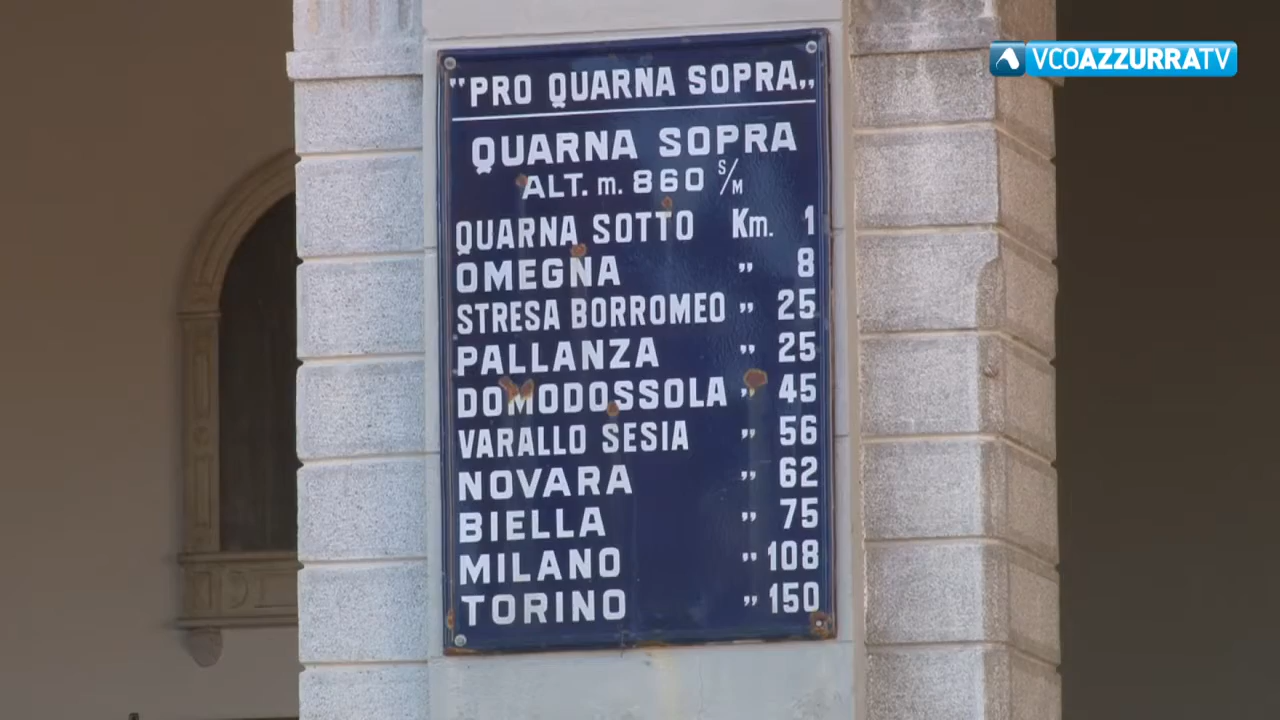 VCOAZZURRATV
"PRO QUARNA SOPRA„
QUARNA SOPRA
ALT. m. 860 S/M
QUARNA SOTTO Km. 1
OMEGNA „ 8
STRESA BORROMEO „ 25
PALLANZA „ 25
DOMODOSSOLA „ 45
VARALLO SESIA „ 56
NOVARA „ 62
BIELLA „ 75
MILANO „ 108
TORINO „ 150